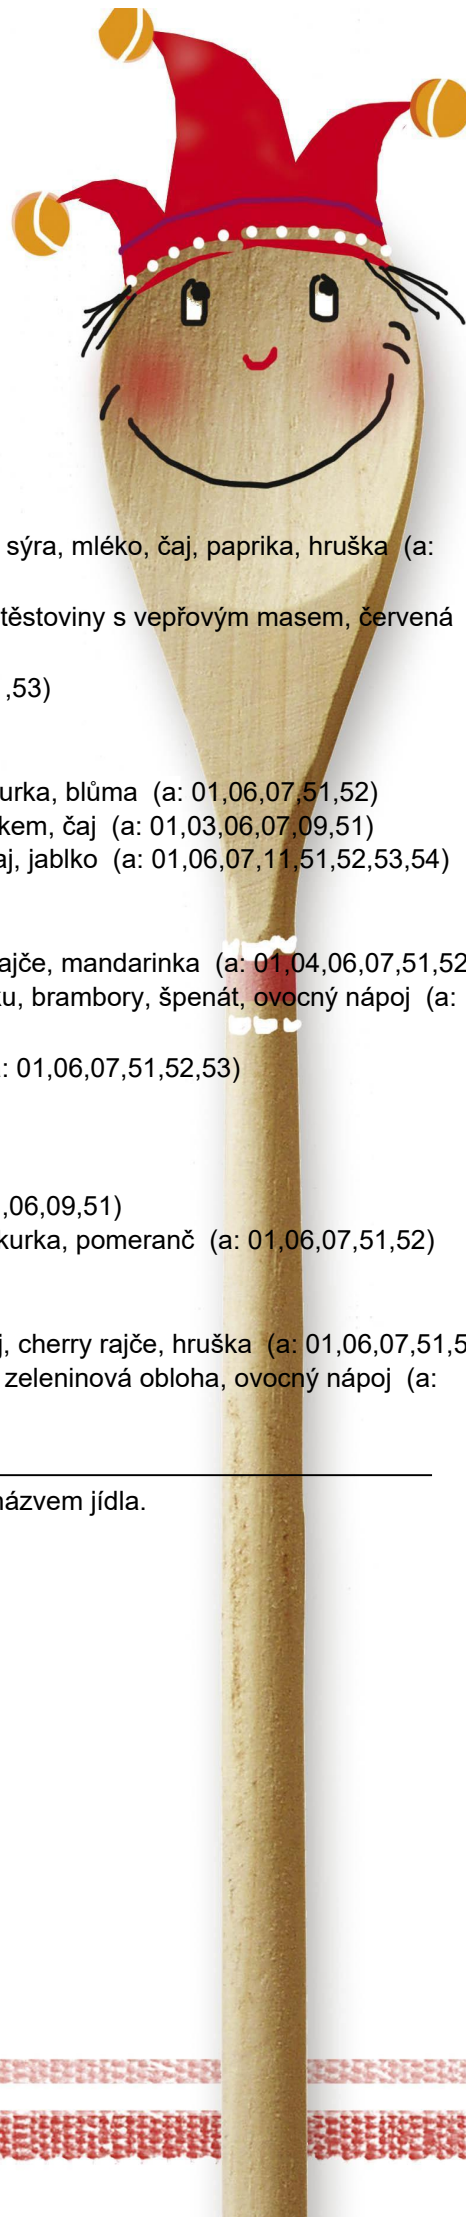 sýra, mléko, čaj, paprika, hruška (a:
těstoviny s vepřovým masem, červená
,53)
urka, blůma (a: 01,06,07,51,52)
kem, čaj (a: 01,03,06,07,09,51)
aj, jablko (a: 01,06,07,11,51,52,53,54)
ajče, mandarinka (a: 01,04,06,07,51,52
ku, brambory, špenát, ovocný nápoj (a:
: 01,06,07,51,52,53)
,06,09,51)
kurka, pomeranč (a: 01,06,07,51,52)
j, cherry rajče, hruška (a: 01,06,07,51,5
zeleninová obloha, ovocný nápoj (a:
názvem jídla.